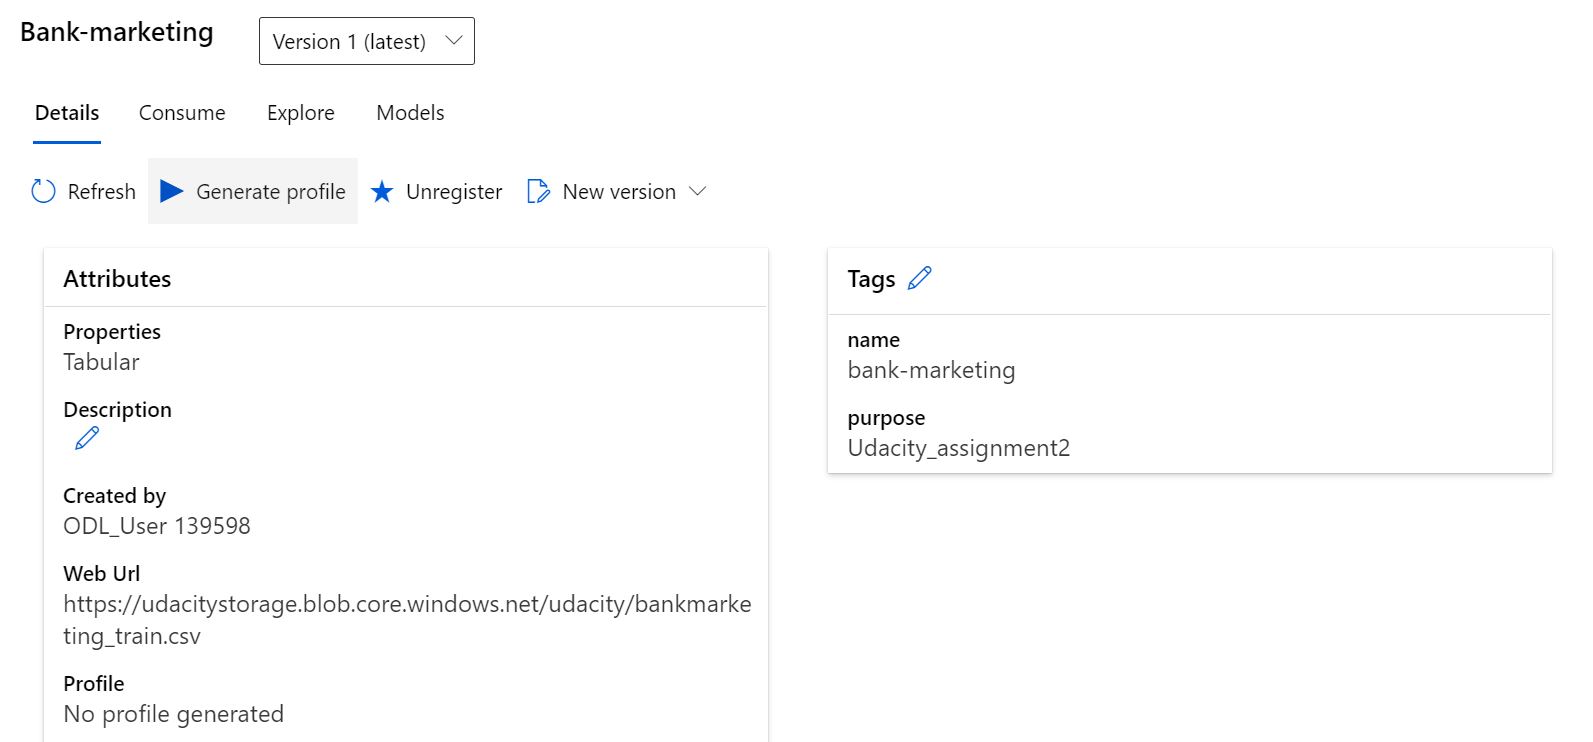 Bank-marketing
Version 1 (latest)
Details Consume Explore Models
Refresh Generate profile Unregister New version
Attributes
Properties
Tabular
Description
Created by
ODL_User 139598
Web Url
https://udacitystorage.blob.core.windows.net/udacity/bankmarke
ting_train.csv
Profile
No profile generated
Tags
name
bank-marketing
purpose
Udacity_assignment2